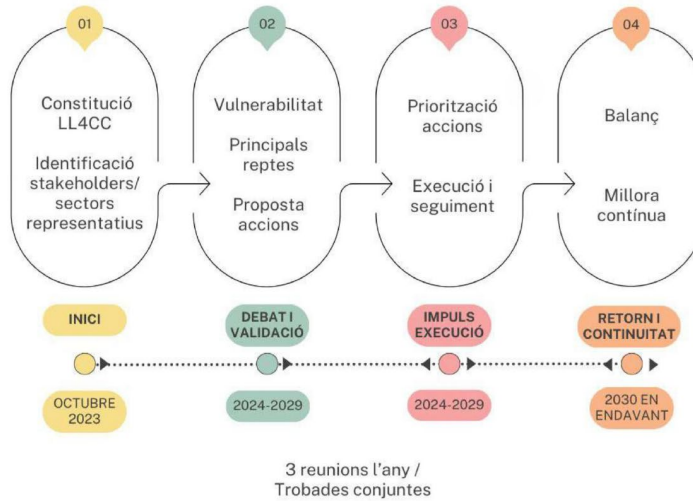 01
Constitució
LL4CC
Identificació
stakeholders/
sectors
representatius
02
Vulnerabilitat
Principals
reptes
Proposta
accions
03
Priorització
accions
Execució i
seguiment
04
Balanç
Millora
contínua
INICI
DEBAT I
VALIDACIÓ
IMPULS
EXECUCIÓ
RETORN I
CONTINUITAT
OCTUBRE
2023
2024-2029
2024-2029
2030 EN
ENDAVANT
3 reunions l'any /
Trobades conjuntes